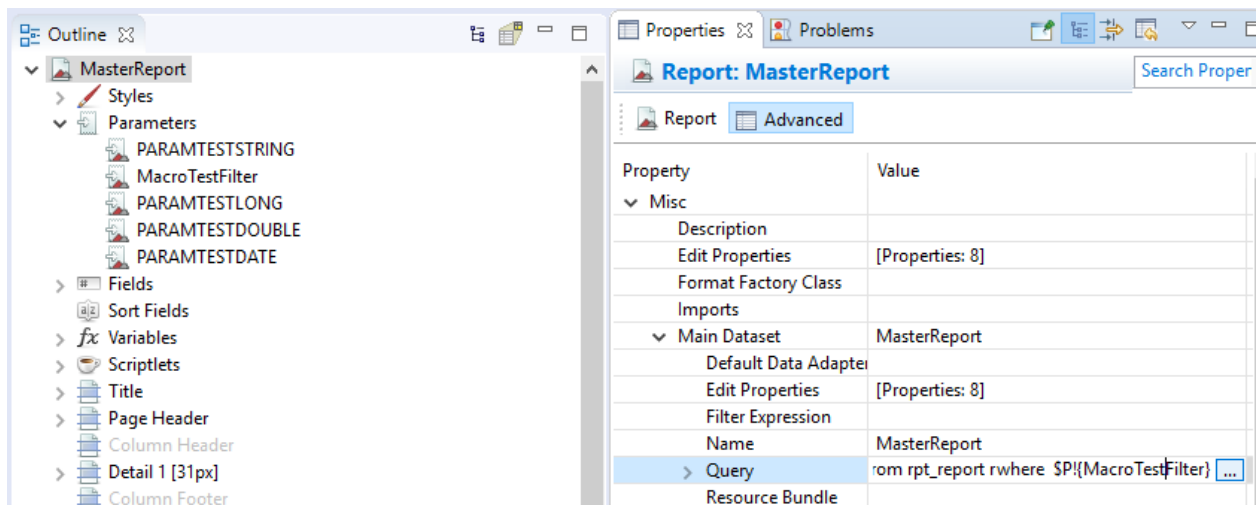 Outline
MasterReport
Styles
Parameters
PARAMTESTSTRING
MacroTestFilter
PARAMTESTLONG
PARAMTESTDOUBLE
PARAMTESTDATE
Fields
Sort Fields
fx Variables
Scriptlets
Title
Page Header
Column Header
Detail 1 [31px]
Column Footer
Properties Problems
Report: MasterReport Search Proper
Report Advanced
Property Value
Misc
Description
Edit Properties [Properties: 8]
Format Factory Class
Imports
Main Dataset MasterReport
Default Data Adapter
Edit Properties [Properties: 8]
Filter Expression
Name MasterReport
Query rom rpt_report rwhere $P!{MacroTestFilter} ...
Resource Bundle